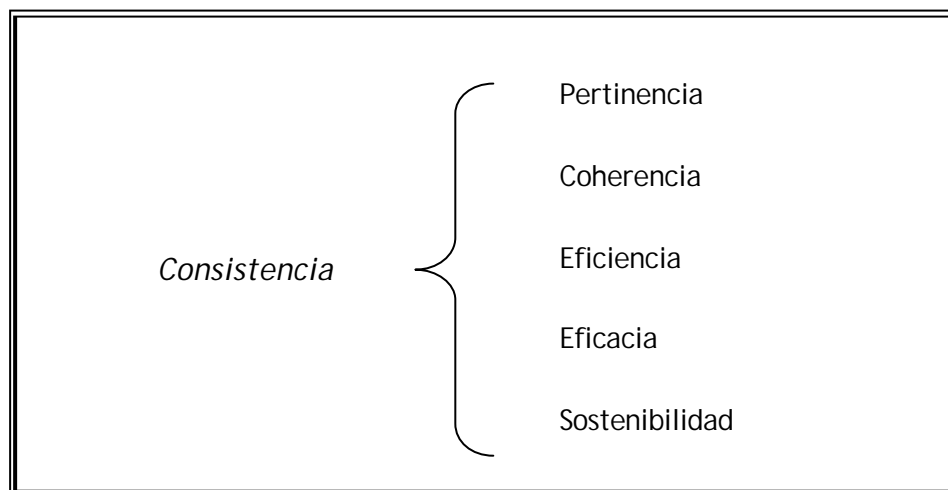 Pertinencia
Coherencia
Consistencia
Eficiencia
Eficacia
Sostenibilidad